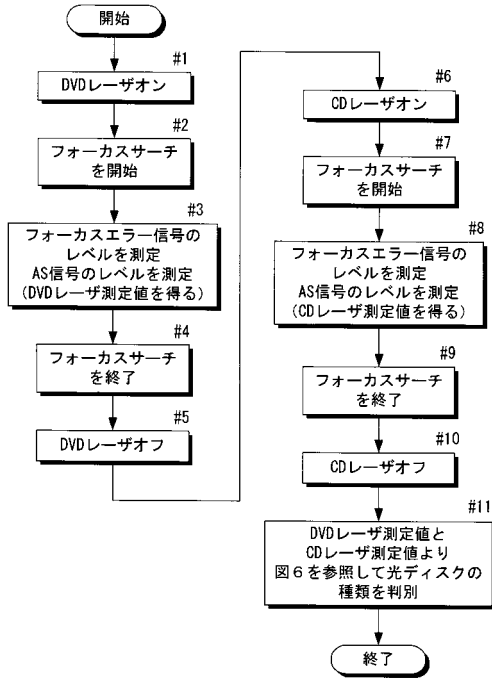 開始
#1
DVDレーザオン
#2
フォーカスサーチ
を開始
#3
フォーカスエラー信号の
レベルを測定
AS信号のレベルを測定
(DVDレーザ測定値を得る)
#4
フォーカスサーチ
を終了
#5
DVDレーザオフ
#6
CDレーザオン
#7
フォーカスサーチ
を開始
#8
フォーカスエラー信号の
レベルを測定
AS信号のレベルを測定
(CDレーザ測定値を得る)
#9
フォーカスサーチ
を終了
#10
CDレーザオフ
#11
DVDレーザ測定値と
CDレーザ測定値より
図6を参照して光ディスクの
種類を判別
終了